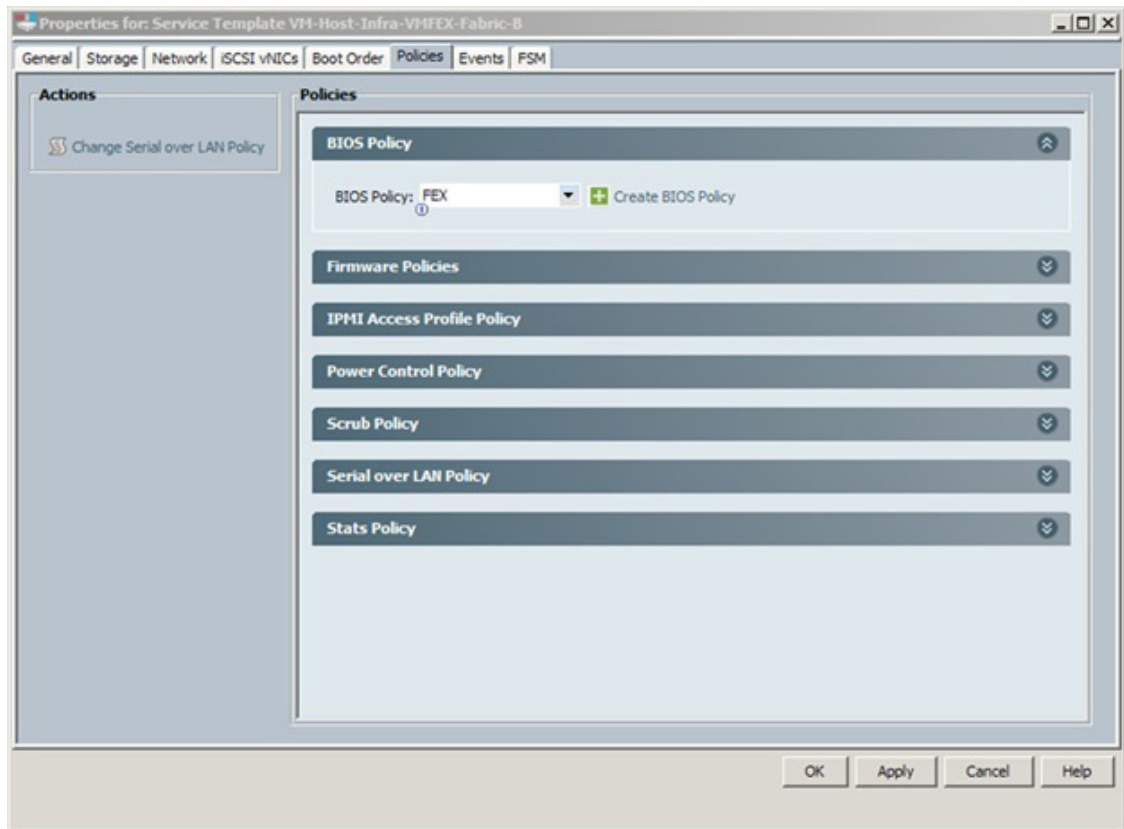 Properties for: Service Template VM-Host-Infra-VMFEX-Fabric-B
General Storage Network iSCSI vNICs Boot Order Policies Events FSM
Actions
Change Serial over LAN Policy
Policies
BIOS Policy
BIOS Policy: FEX Create BIOS Policy
Firmware Policies
IPMI Access Profile Policy
Power Control Policy
Scrub Policy
Serial over LAN Policy
Stats Policy
OK Apply Cancel Help